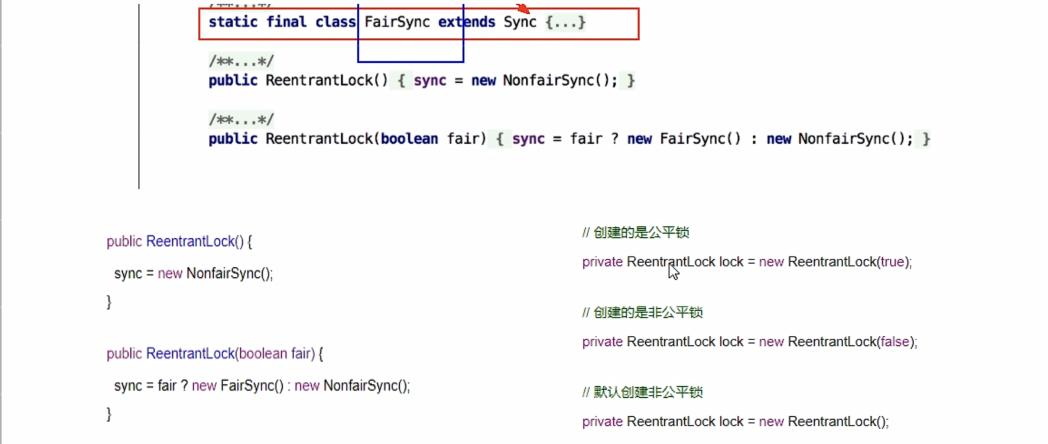 /**...*/
static final class FairSync extends Sync {...}
/**...*/
public ReentrantLock() { sync = new NonfairSync(); }
/**...*/
public ReentrantLock(boolean fair) { sync = fair ? new FairSync() : new NonfairSync(); }
public ReentrantLock() {
sync = new NonfairSync();
}
public ReentrantLock(boolean fair) {
sync = fair ? new FairSync() : new NonfairSync();
}
// 创建的是公平锁
private ReentrantLock lock = new ReentrantLock(true);
// 创建的是非公平锁
private ReentrantLock lock = new ReentrantLock(false);
// 默认创建非公平锁
private ReentrantLock lock = new ReentrantLock();